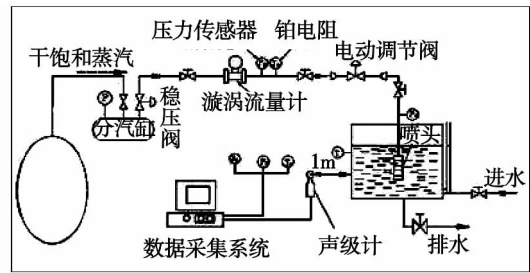 压力传感器 铂电阻
电动调节阀
干饱和蒸汽
稳压阀
漩涡流量计
分汽缸
喷头
1m
进水
数据采集系统
声级计
排水